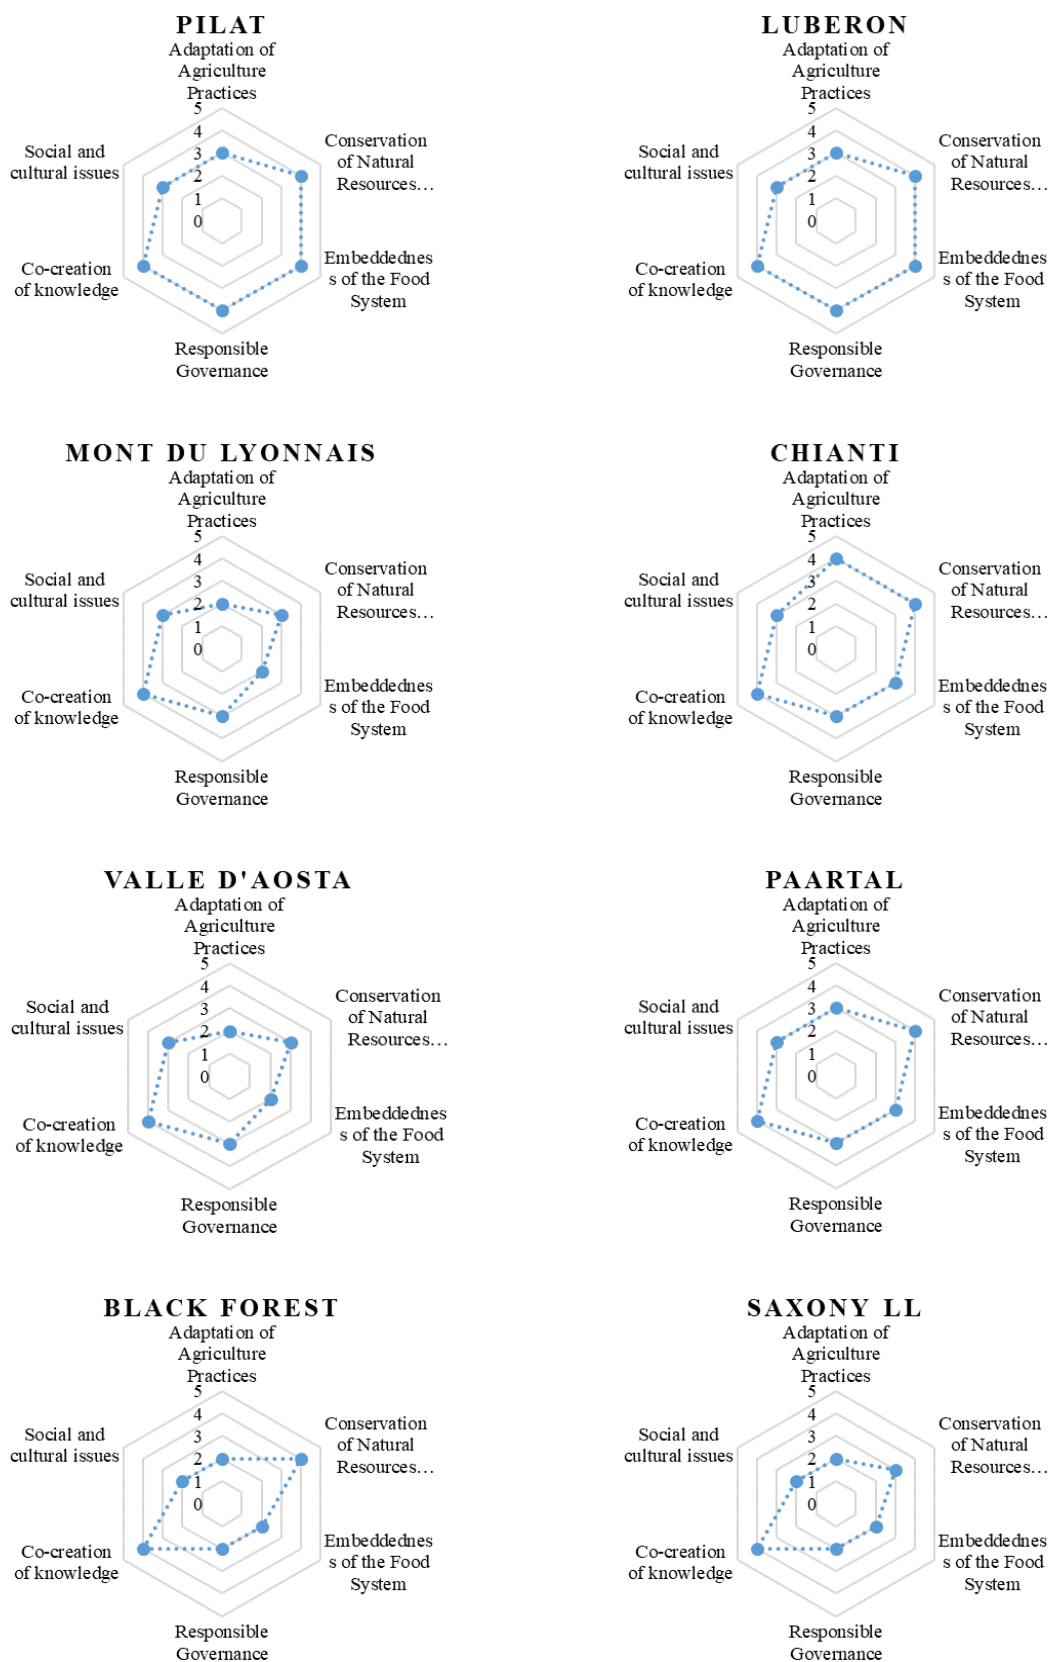 PILAT
Adaptation of
Agriculture
Practices
5
4
3
2
1
0
Conservation
of Natural
Resources…
Embeddednes
s of the Food
System
Responsible
Governance
Co-creation
of knowledge
Social and
cultural issues
LUBERON
Adaptation of
Agriculture
Practices
5
4
3
2
1
0
Conservation
of Natural
Resources…
Embeddednes
s of the Food
System
Responsible
Governance
Co-creation
of knowledge
Social and
cultural issues
MONT DU LYONNAIS
Adaptation of
Agriculture
Practices
5
4
3
2
1
0
Conservation
of Natural
Resources…
Embeddednes
s of the Food
System
Responsible
Governance
Co-creation
of knowledge
Social and
cultural issues
CHIANTI
Adaptation of
Agriculture
Practices
5
4
3
2
1
0
Conservation
of Natural
Resources…
Embeddednes
s of the Food
System
Responsible
Governance
Co-creation
of knowledge
Social and
cultural issues
VALLE D'AOSTA
Adaptation of
Agriculture
Practices
5
4
3
2
1
0
Conservation
of Natural
Resources…
Embeddednes
s of the Food
System
Responsible
Governance
Co-creation
of knowledge
Social and
cultural issues
PAARTAL
Adaptation of
Agriculture
Practices
5
4
3
2
1
0
Conservation
of Natural
Resources…
Embeddednes
s of the Food
System
Responsible
Governance
Co-creation
of knowledge
Social and
cultural issues
BLACK FOREST
Adaptation of
Agriculture
Practices
5
4
3
2
1
0
Conservation
of Natural
Resources…
Embeddednes
s of the Food
System
Responsible
Governance
Co-creation
of knowledge
Social and
cultural issues
SAXONY LL
Adaptation of
Agriculture
Practices
5
4
3
2
1
0
Conservation
of Natural
Resources…
Embeddednes
s of the Food
System
Responsible
Governance
Co-creation
of knowledge
Social and
cultural issues